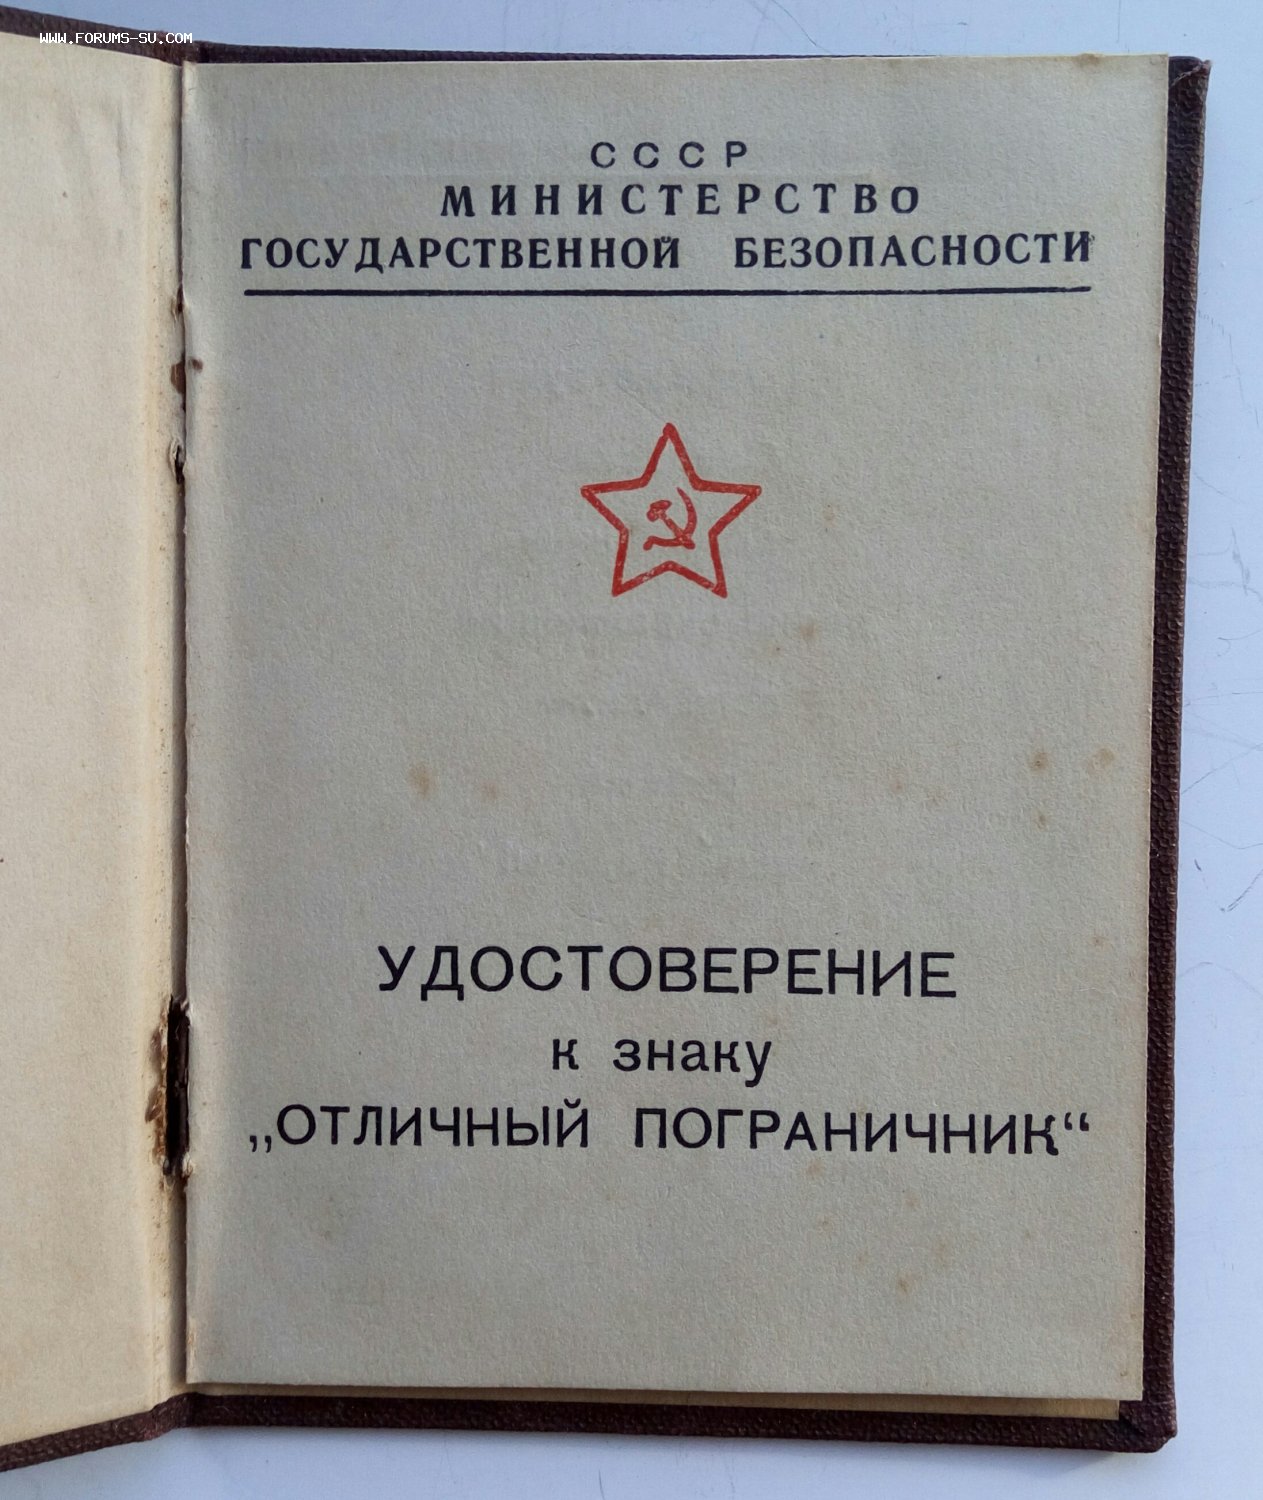 WWW.FORUMS-SU.COM
СССР
МИНИСТЕРСТВО
ГОСУДАРСТВЕННОЙ БЕЗОПАСНОСТИ
УДОСТОВЕРЕНИЕ
к знаку
„ОТЛИЧНЫЙ ПОГРАНИЧНИК“